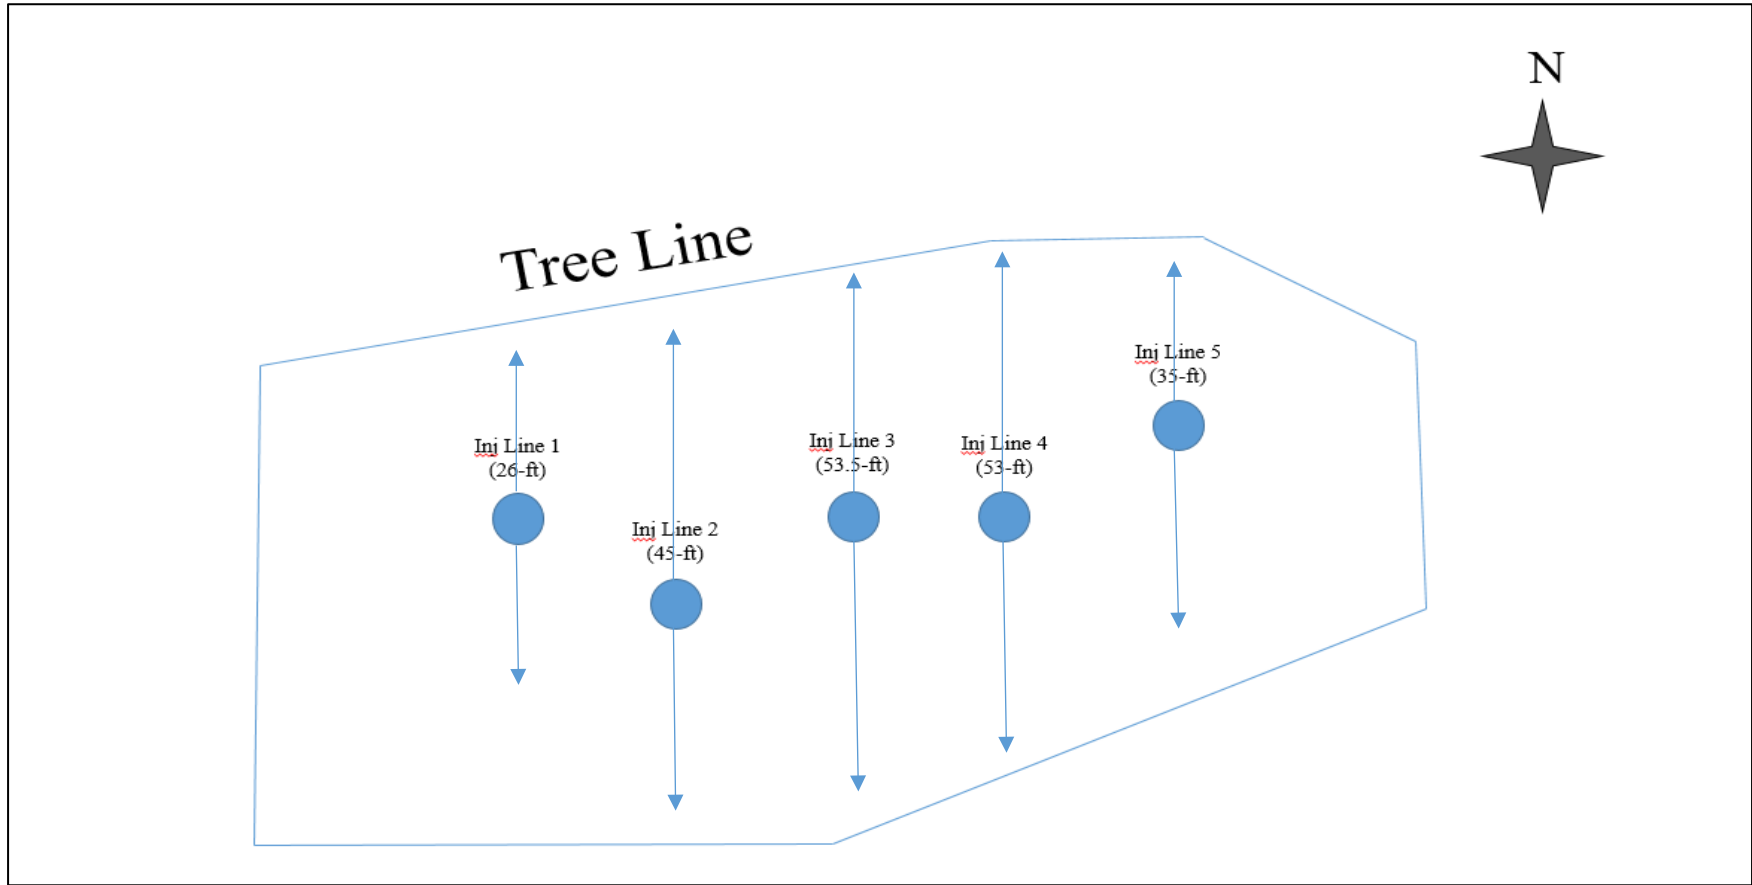 N
Tree Line
Inj Line 1
(26-ft)
Inj Line 2
(45-ft)
Inj Line 3
(53.5-ft)
Inj Line 4
(53-ft)
Inj Line 5
(35-ft)